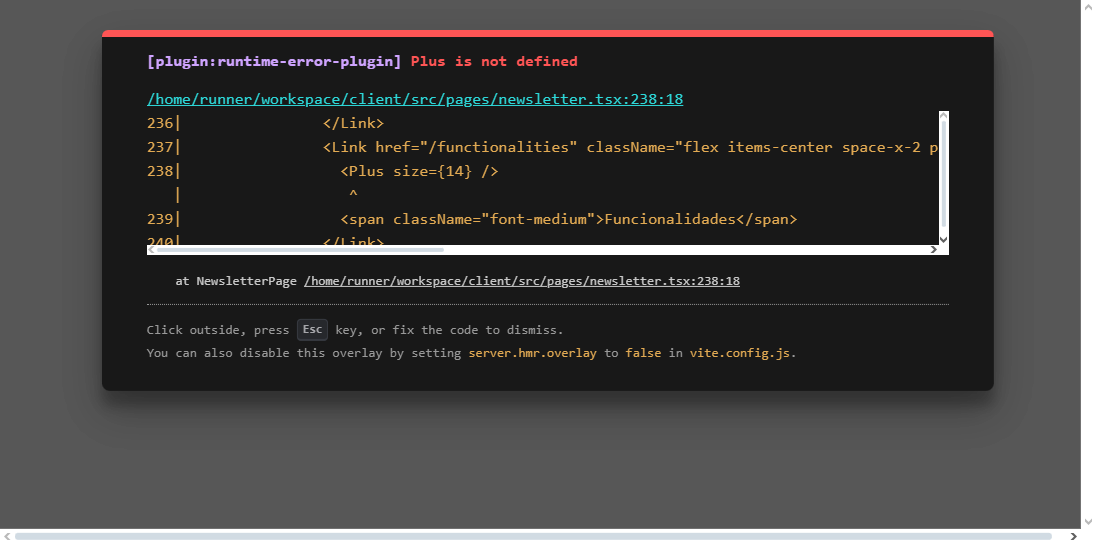 [plugin:runtime-error-plugin] Plus is not defined
/home/runner/workspace/client/src/pages/newsletter.tsx:238:18
236|                </Link>
237|                <Link href="/functionalities" className="flex items-center space-x-2 p
238|                  <Plus size={14} />
   |                   ^
239|                  <span className="font-medium">Funcionalidades</span>
240|                </Link>
at NewsletterPage /home/runner/workspace/client/src/pages/newsletter.tsx:238:18
Click outside, press Esc key, or fix the code to dismiss.
You can also disable this overlay by setting server.hmr.overlay to false in vite.config.js.